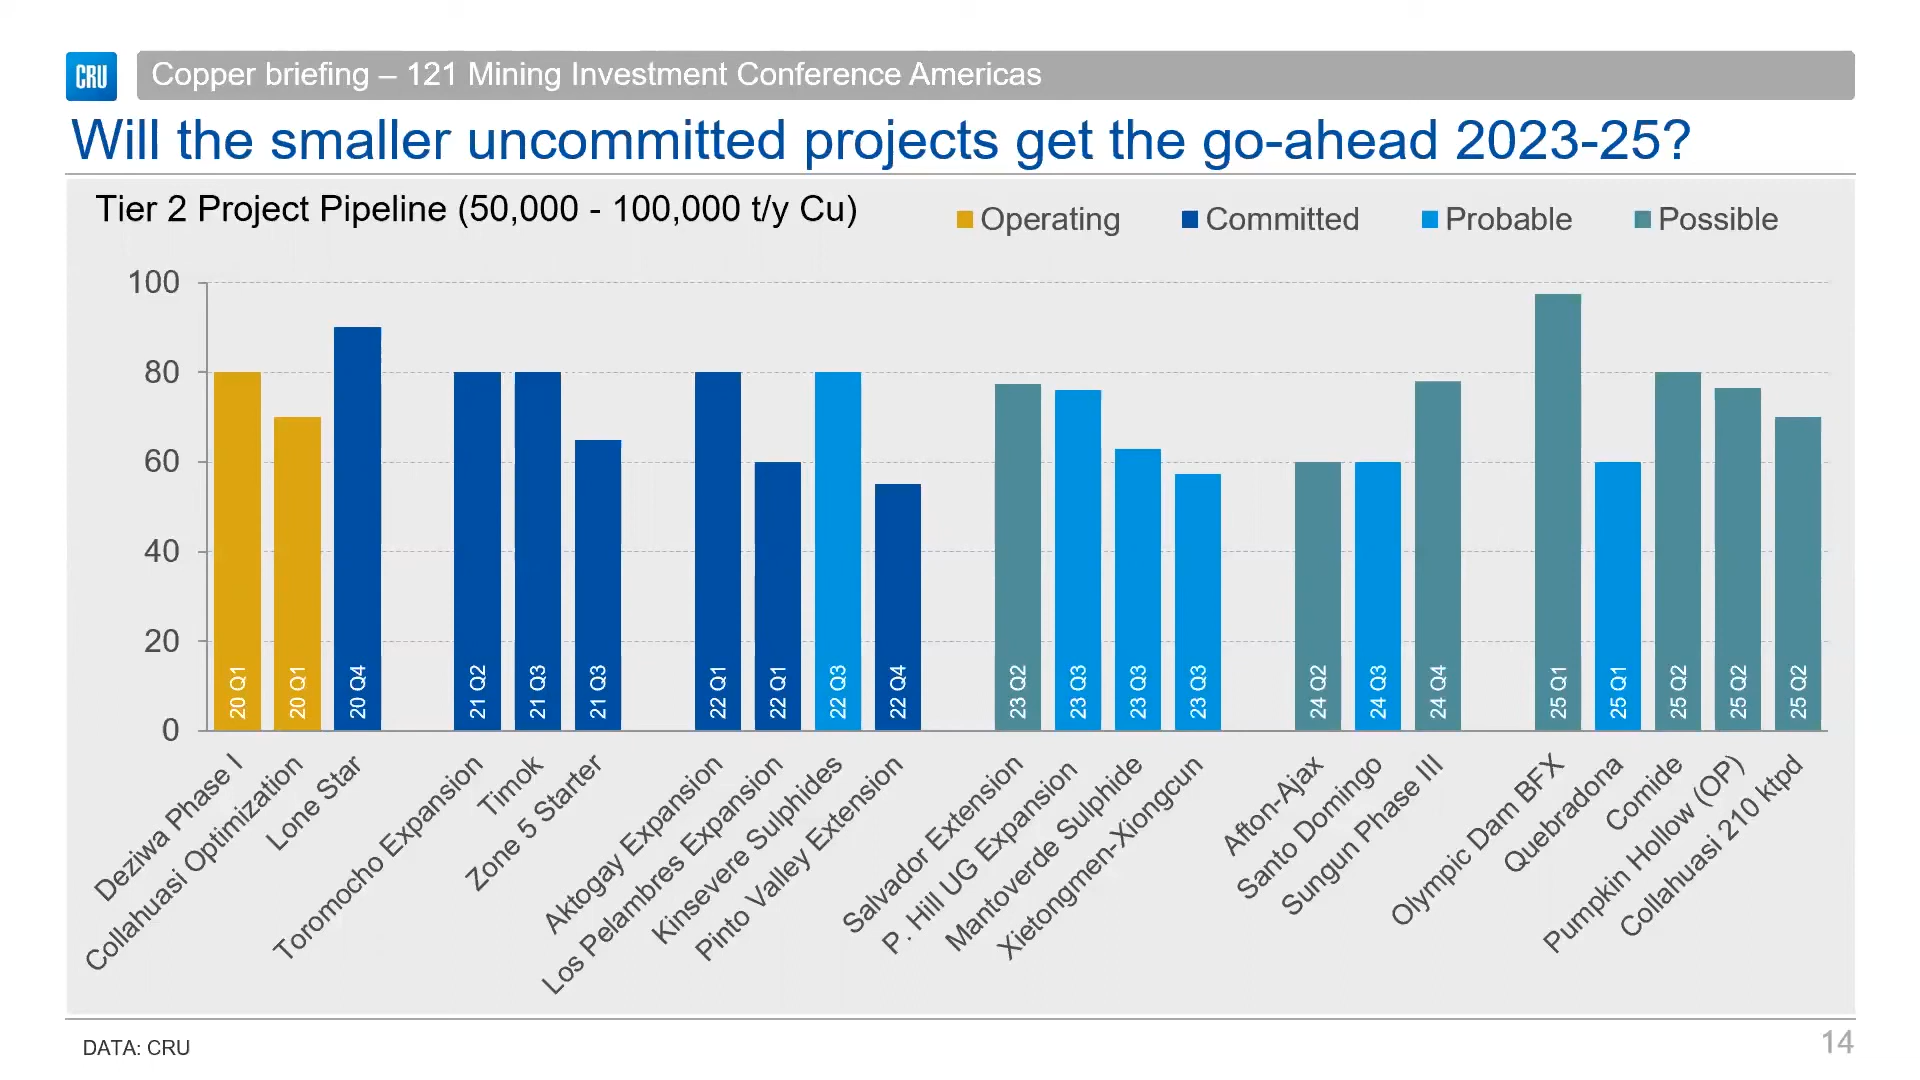 CRU
Copper briefing – 121 Mining Investment Conference Americas
Will the smaller uncommitted projects get the go-ahead 2023-25?
Tier 2 Project Pipeline (50,000 - 100,000 t/y Cu)
Operating
Committed
Probable
Possible
100
80
60
40
20
0
20 Q1
20 Q1
20 Q4
21 Q2
21 Q3
21 Q3
22 Q1
22 Q1
22 Q3
22 Q4
23 Q2
23 Q3
23 Q3
23 Q3
24 Q2
24 Q3
24 Q4
25 Q1
25 Q1
25 Q2
25 Q2
25 Q2
Deziwa Phase I
Collahuasi Optimization
Lone Star
Toromocho Expansion
Timok
Zone 5 Starter
Aktogay Expansion
Los Pelambres Expansion
Kinsevere Sulphides
Pinto Valley Extension
Salvador Extension
P. Hill UG Expansion
Mantoverde Sulphide
Xietongmen-Xiongcun
Afton-Ajax
Santo Domingo
Sungun Phase III
Olympic Dam BFX
Quebradona
Comide
Pumpkin Hollow (OP)
Collahuasi 210 ktpd
DATA: CRU
14